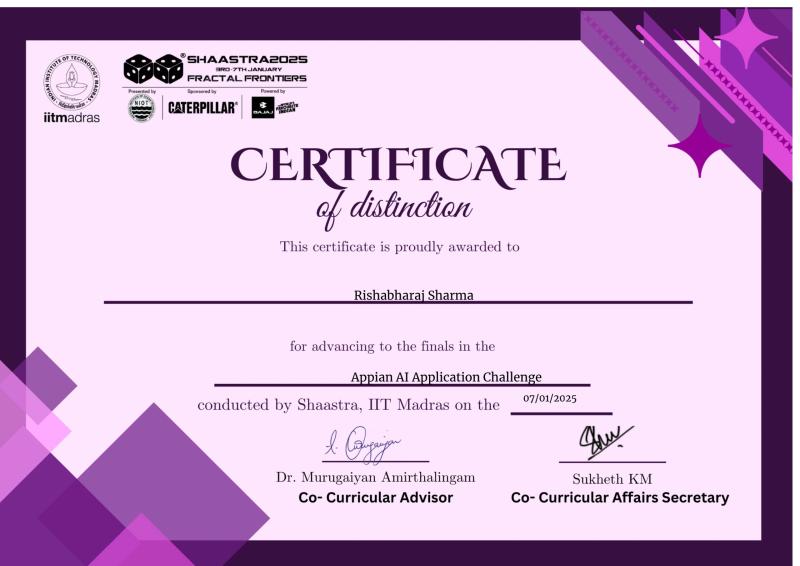 INDIAN INSTITUTE OF TECHNOLOGY MADRAS
iitmadras
SHAASTRA2025
3RD-7TH JANUARY
FRACTAL FRONTIERS
Presented by Sponsored by Powered by
NIOT CATERPILLAR® BAJAJ
CERTIFICATE
of distinction
This certificate is proudly awarded to
Rishabharaj Sharma
for advancing to the finals in the
Appian AI Application Challenge
conducted by Shaastra, IIT Madras on the 07/01/2025
Dr. Murugaiyan Amirthalingam
Co- Curricular Advisor
Sukheth KM
Co- Curricular Affairs Secretary